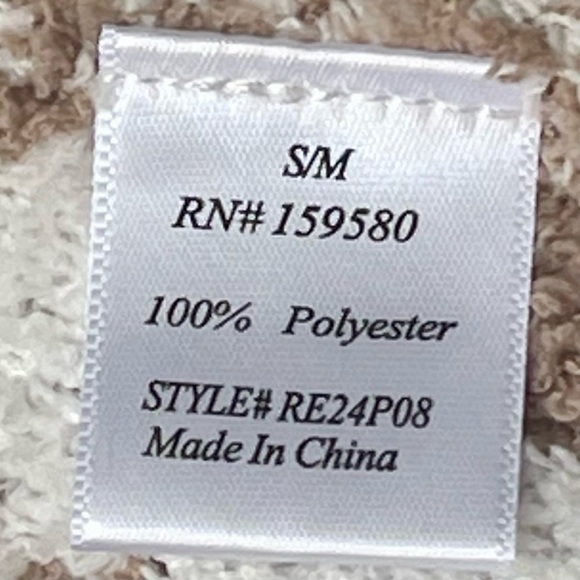 S/M
RN# 159580
100% Polyester
STYLE# RE24P08
Made In China